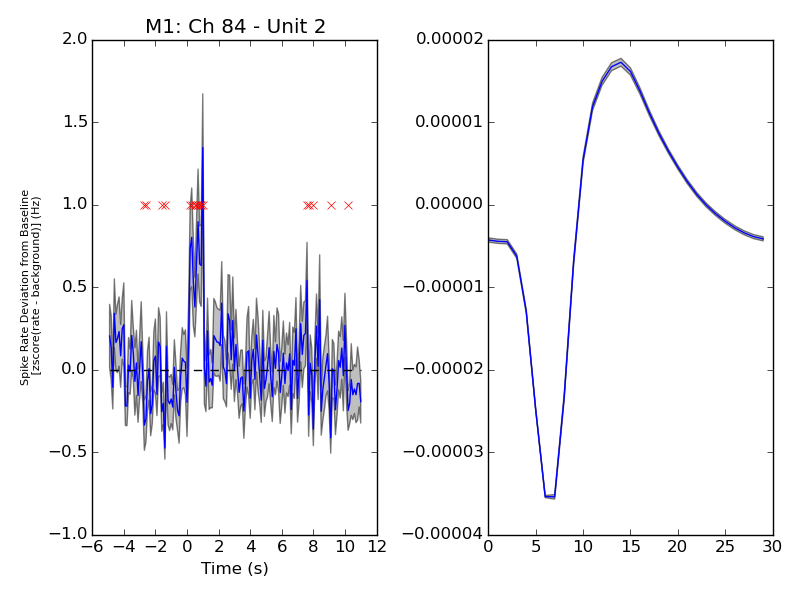 M1: Ch 84 - Unit 2
Spike Rate Deviation from Baseline
[zscore(rate - background)] (Hz)
2.0
1.5
1.0
0.5
0.0
−0.5
−1.0
−6 −4 −2 0 2 4 6 8 10 12
Time (s)
0.00002
0.00001
0.00000
−0.00001
−0.00002
−0.00003
−0.00004
0 5 10 15 20 25 30